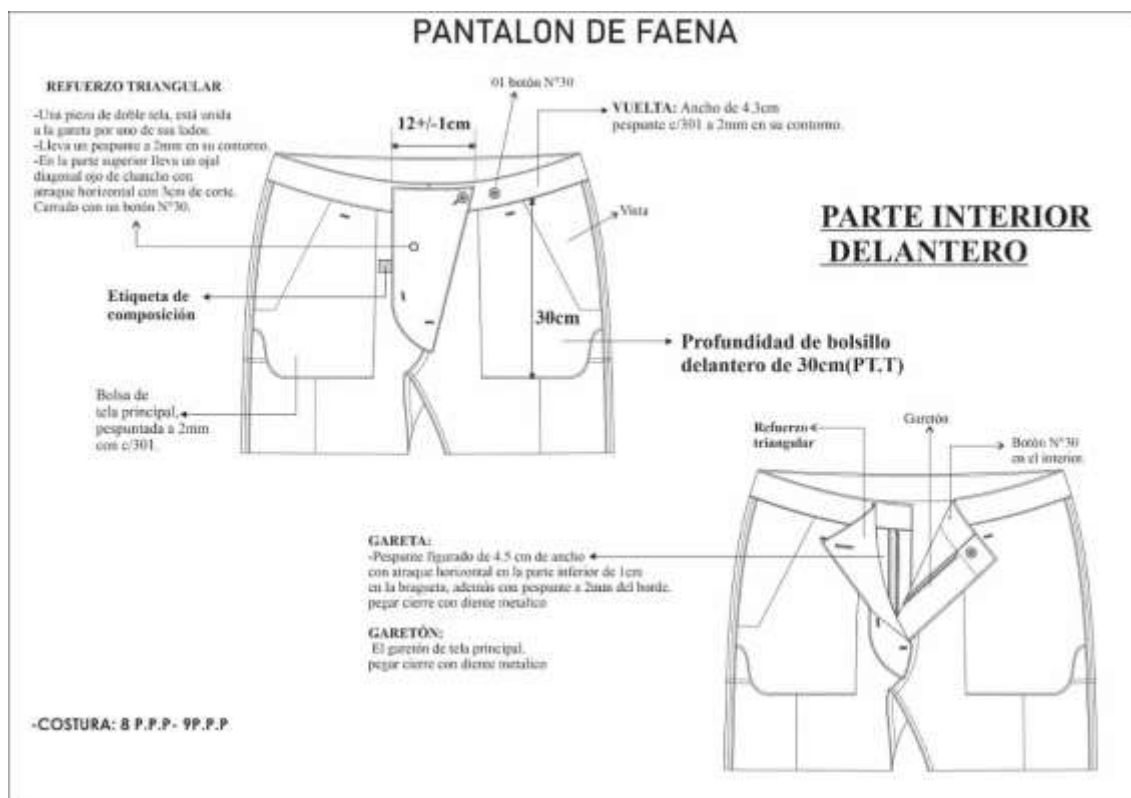 PANTALON DE FAENA
REFUERZO TRIANGULAR
-Una pieza de doble tela, está unida
a la gareta por uno de sus lados.
-Lleva un pespunte a 2mm en su contorno.
-En la parte superior lleva un ojal
diagonal ojo de chancho con
atraque horizontal con 3cm de corte.
Cerrado con un botón N°30.
01 botón N°30
12+/-1cm
VUELTA: Ancho de 4.3cm
pespunte c/301 a 2mm en su contorno.
Vista
PARTE INTERIOR
DELANTERO
Etiqueta de
composición
30cm
Profundidad de bolsillo
delantero de 30cm(PT.T)
Bolsa de
tela principal,
pespuntada a 2mm
con c/301.
Refuerzo
triangular
Garetón
Botón N°30
en el interior.
GARETA:
-Pespunte figurado de 4.5 cm de ancho
con atraque horizontal en la parte inferior de 1cm
en la bragueta, además con pespunte a 2mm del borde.
pegar cierre con diente metalico
GARETÓN:
El garetón de tela principal.
pegar cierre con diente metalico
-COSTURA: 8 P.P.P- 9P.P.P